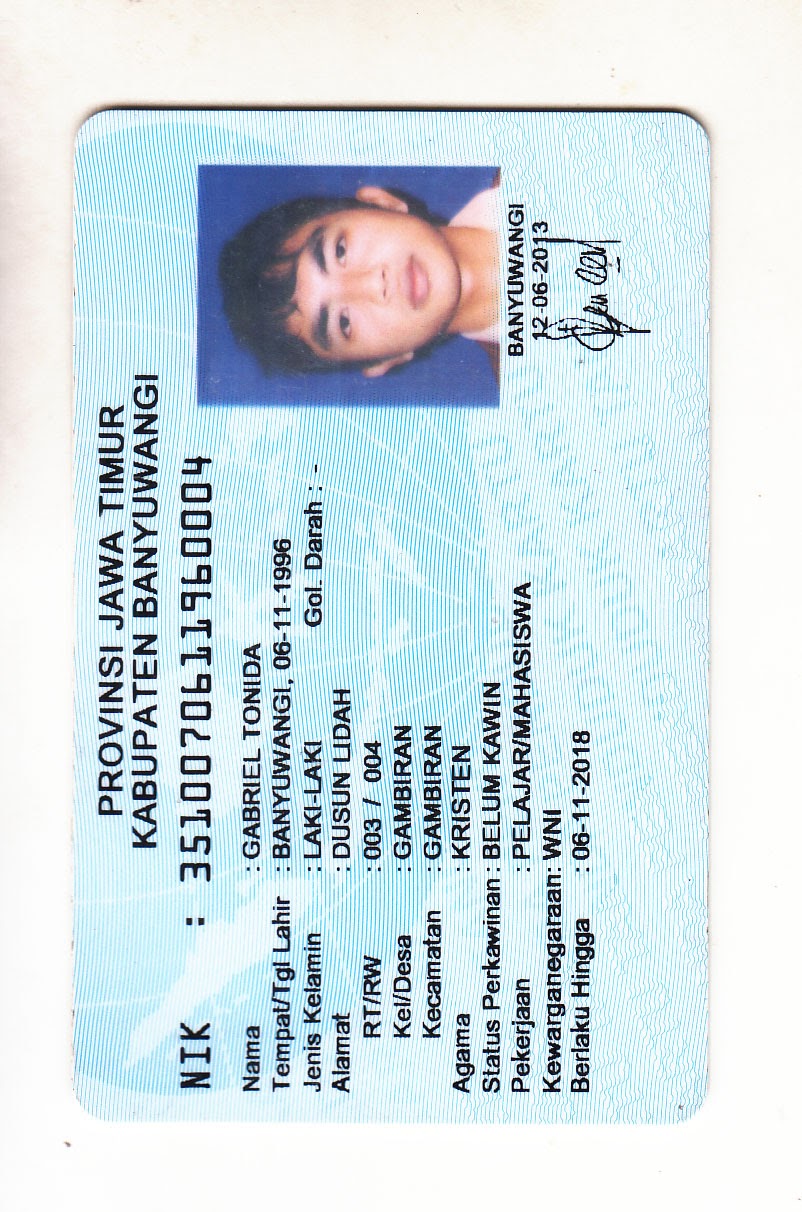 PROVINSI JAWA TIMUR
KABUPATEN BANYUWANGI
NIK : 3510070611960004
Nama : GABRIEL TONIDA
Tempat/Tgl Lahir : BANYUWANGI, 06-11-1996
Jenis Kelamin : LAKI-LAKI Gol. Darah : -
Alamat : DUSUN LIDAH
RT/RW : 003 / 004
Kel/Desa : GAMBIRAN
Kecamatan : GAMBIRAN
Agama : KRISTEN
Status Perkawinan : BELUM KAWIN
Pekerjaan : PELAJAR/MAHASISWA
Kewarganegaraan: WNI
Berlaku Hingga : 06-11-2018
BANYUWANGI
12-06-2013